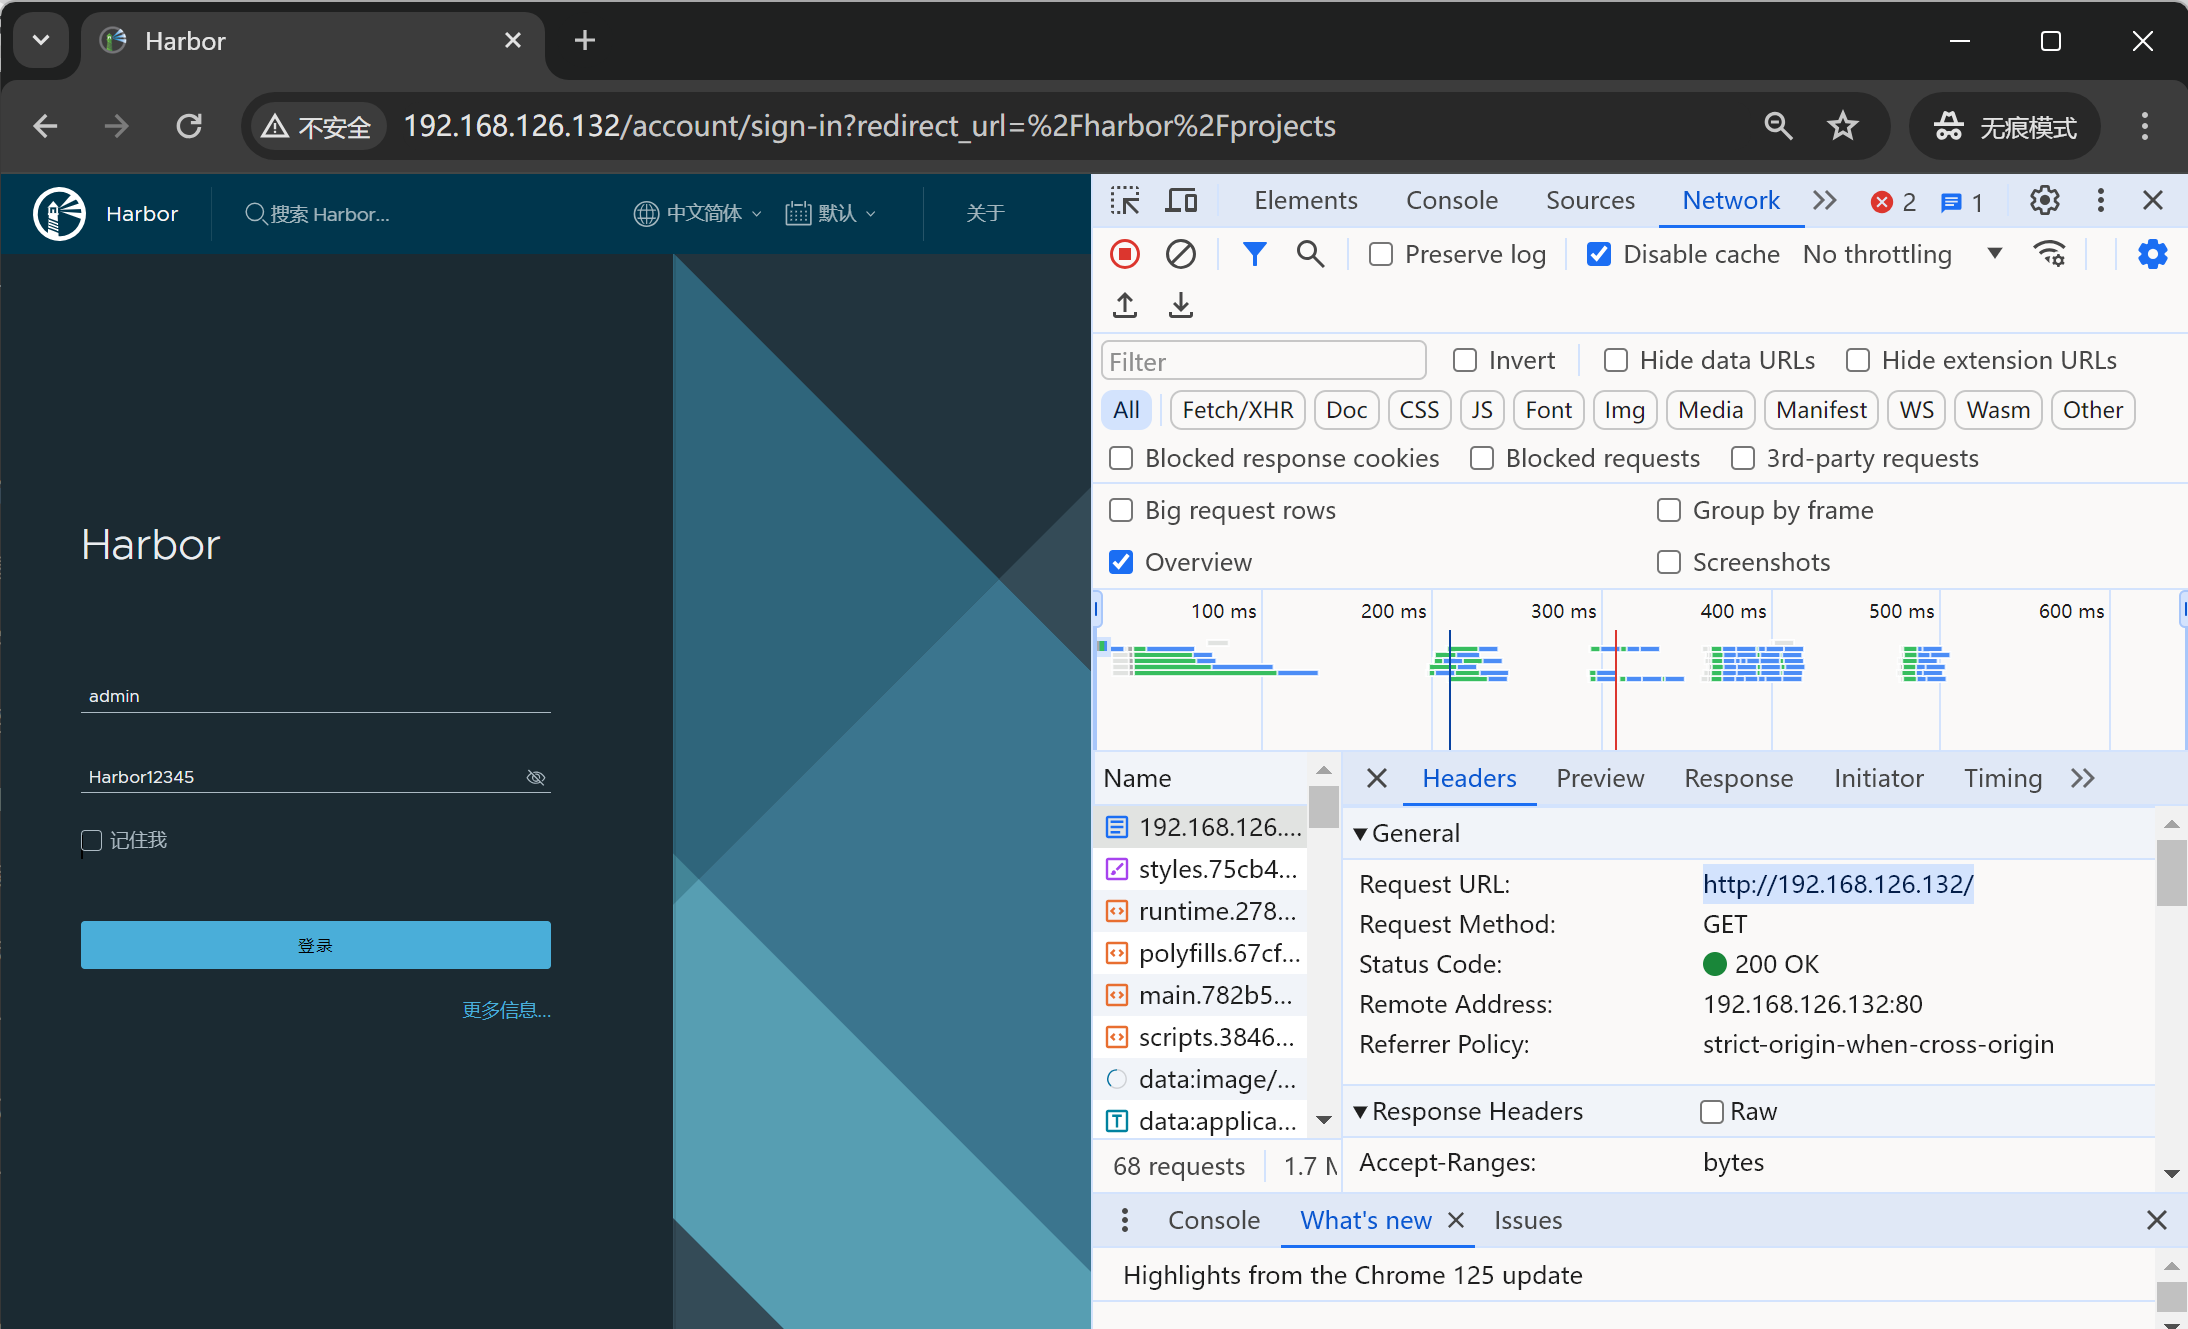 Harbor
不安全
192.168.126.132/account/sign-in?redirect_url=%2Fharbor%2Fprojects
无痕模式
Harbor
搜索 Harbor...
中文简体
默认
关于
Harbor
admin
Harbor12345
记住我
登录
更多信息...
Elements
Console
Sources
Network
2
1
Preserve log
Disable cache
No throttling
Filter
Invert
Hide data URLs
Hide extension URLs
All
Fetch/XHR
Doc
CSS
JS
Font
Img
Media
Manifest
WS
Wasm
Other
Blocked response cookies
Blocked requests
3rd-party requests
Big request rows
Group by frame
Overview
Screenshots
100 ms
200 ms
300 ms
400 ms
500 ms
600 ms
Name
192.168.126....
styles.75cb4...
runtime.278...
polyfills.67cf...
main.782b5...
scripts.3846...
data:image/...
data:applica...
68 requests
1.7 M
Headers
Preview
Response
Initiator
Timing
General
Request URL: http://192.168.126.132/
Request Method: GET
Status Code: 200 OK
Remote Address: 192.168.126.132:80
Referrer Policy: strict-origin-when-cross-origin
Response Headers
Raw
Accept-Ranges: bytes
Console
What's new
Issues
Highlights from the Chrome 125 update